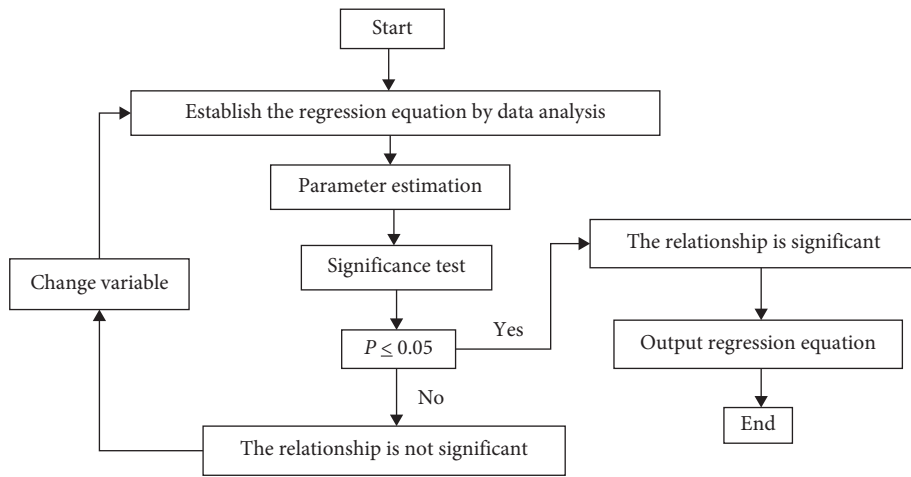 Start
Establish the regression equation by data analysis
Parameter estimation
The relationship is significant
Significance test
Change variable
Yes
P ≤ 0.05
Output regression equation
No
End
The relationship is not significant